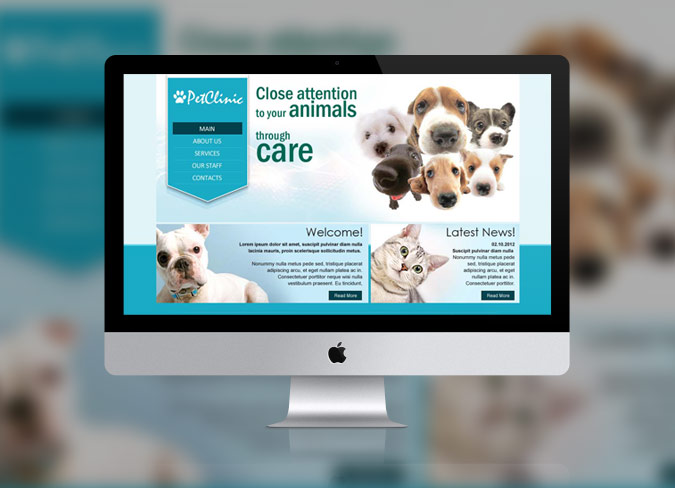 PetClinic
MAIN
ABOUT US
SERVICES
OUR STAFF
CONTACTS
Close attention
to your animals
through
care
Welcome!
Lorem ipsum dolor sit amet, suscipit pulvinar diam nulla
lacinia mauris, proin scelerisque sollicitudin metus.
Nonummy nulla metus pede sed, tristique placerat
adipiscing arcu, et eget nullam platea ac in.
Consectetuer porttitor neque wisi nulla
vestibulum praesent. Eu tincidunt,
Read More
Latest News!
02.10.2012
Suscipit pulvinar diam nulla
Nonummy nulla metus pede
sed, tristique placerat
adipiscing arcu, et eget
nullam platea ac in.
Consectetuer porttitor.
Read More